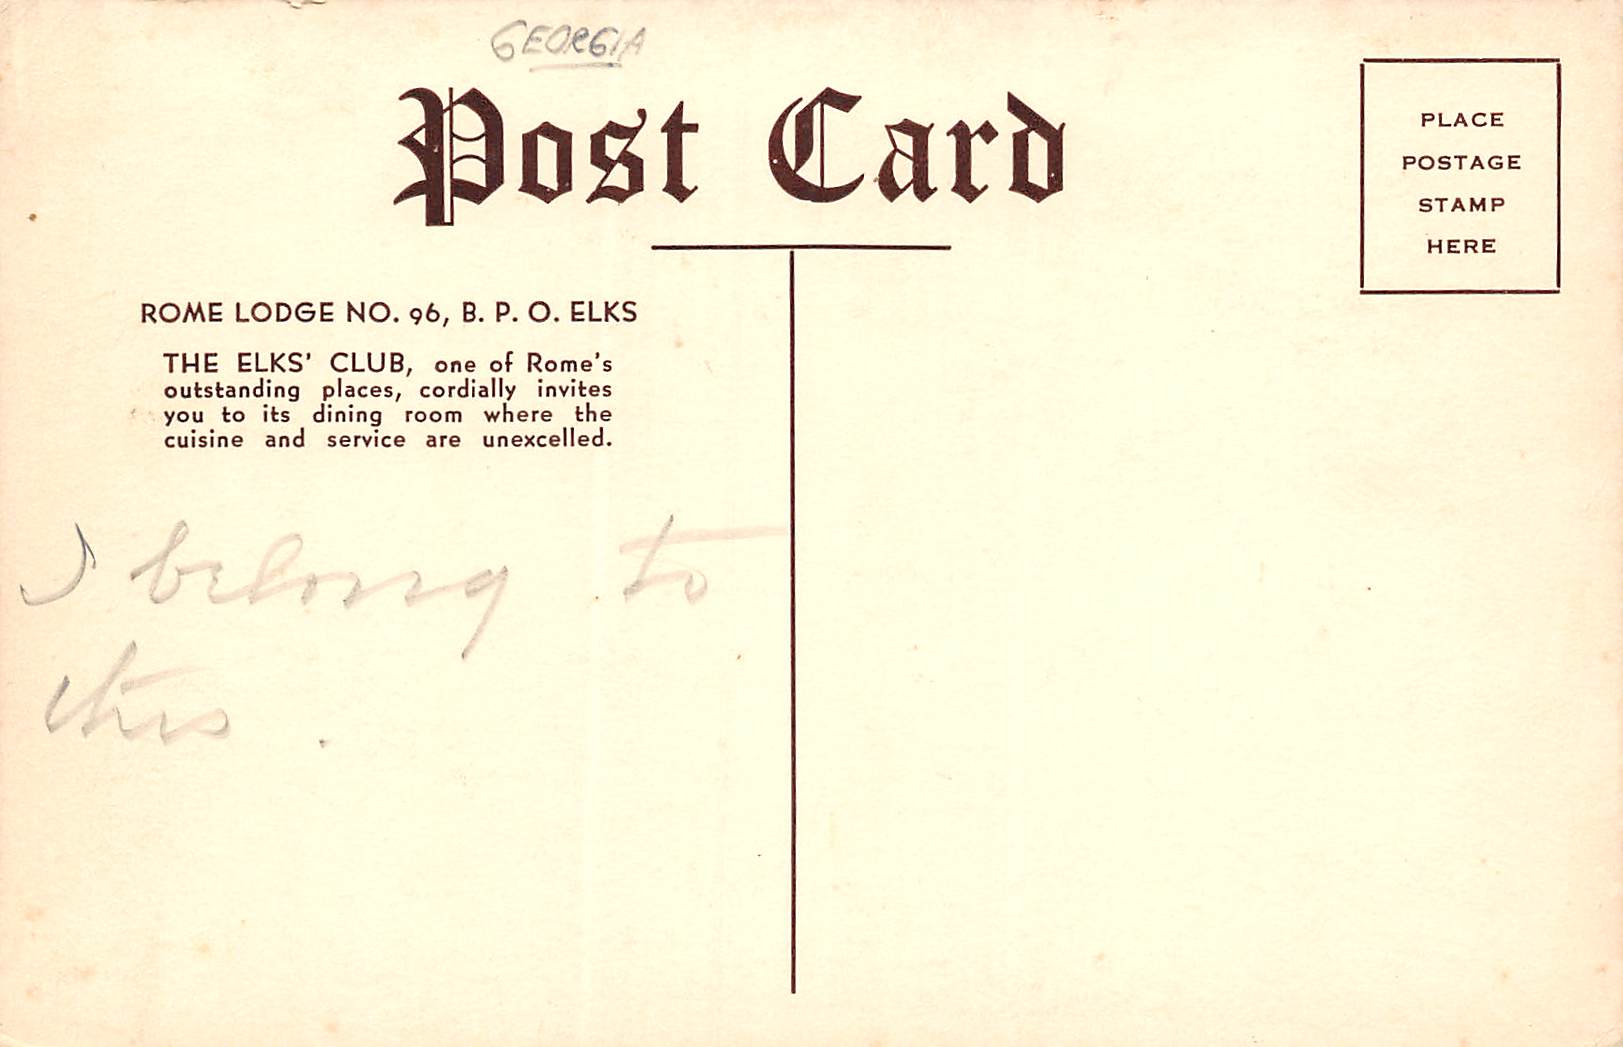 GEORGIA
Post Card
PLACE
POSTAGE
STAMP
HERE
ROME LODGE NO. 96, B. P. O. ELKS
THE ELKS' CLUB, one of Rome's
outstanding places, cordially invites
you to its dining room where the
cuisine and service are unexcelled.
I belong to
this.